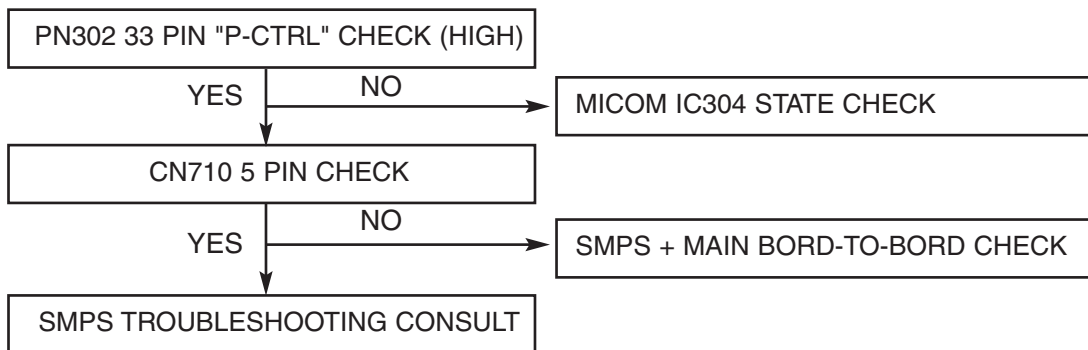 PN302 33 PIN "P-CTRL" CHECK (HIGH)
YES
NO
MICOM IC304 STATE CHECK
CN710 5 PIN CHECK
YES
NO
SMPS + MAIN BORD-TO-BORD CHECK
SMPS TROUBLESHOOTING CONSULT